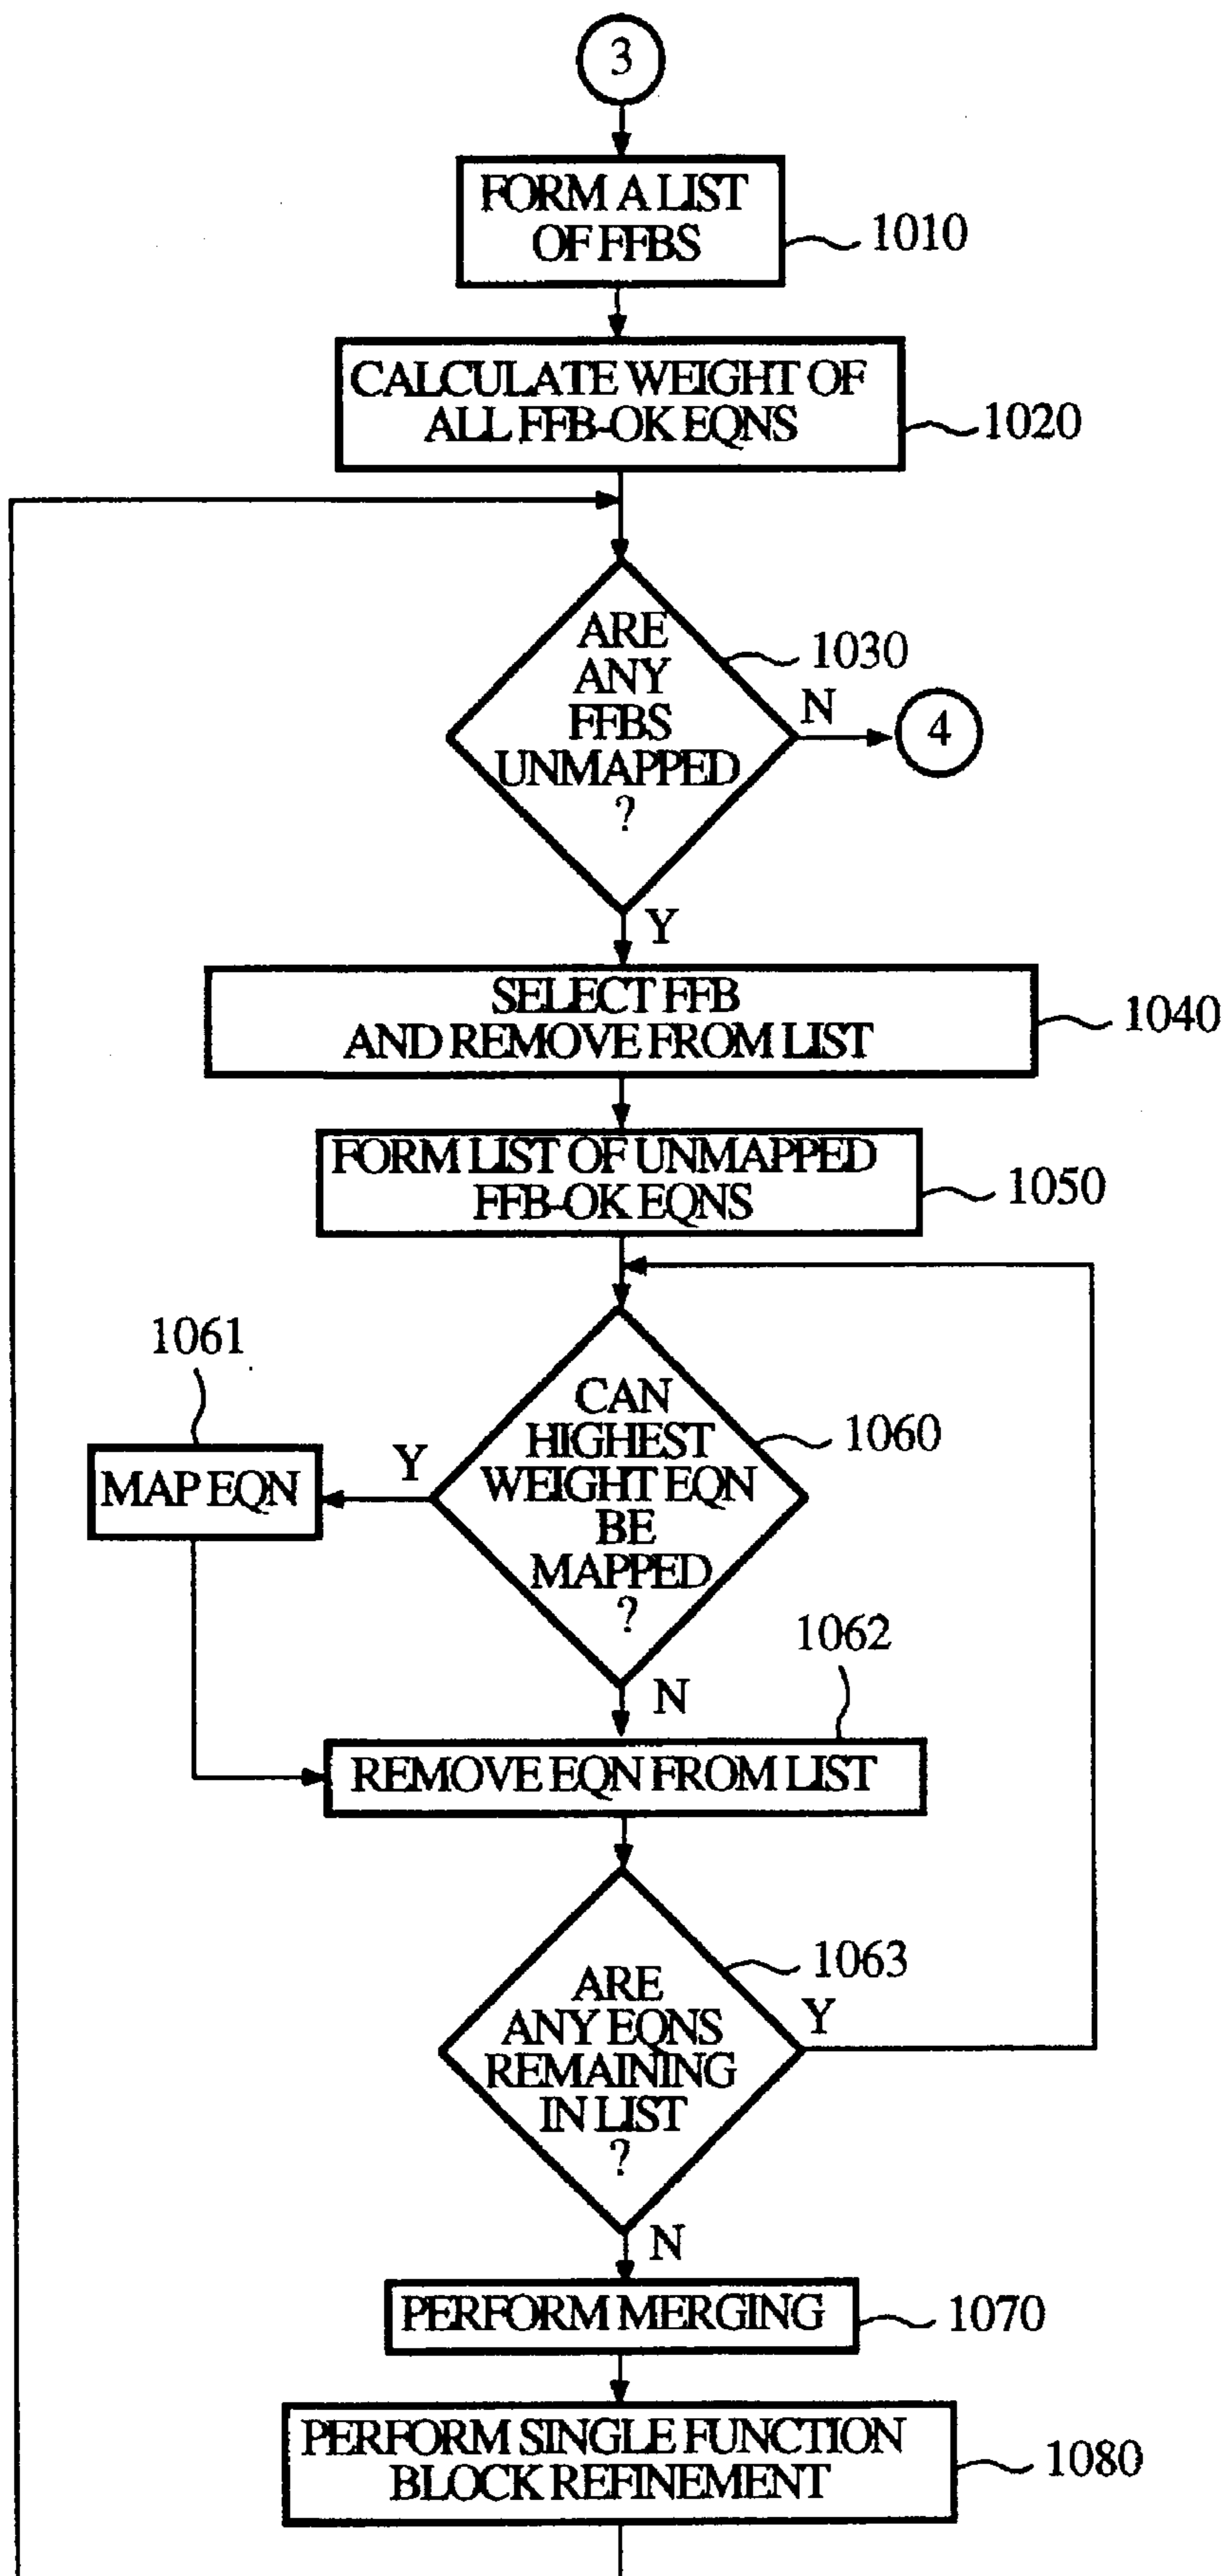 3
FORM A LIST
OF FFBS
1010
CALCULATE WEIGHT OF
ALL FFB-OK EQNS
1020
ARE
ANY
FFBS
UNMAPPED
?
1030
N
4
Y
SELECT FFB
AND REMOVE FROM LIST
1040
FORM LIST OF UNMAPPED
FFB-OK EQNS
1050
1061
MAP EQN
Y
CAN
HIGHEST
WEIGHT EQN
BE
MAPPED
?
1060
N
1062
REMOVE EQN FROM LIST
ARE
ANY EQNS
REMAINING
IN LIST
?
1063
Y
N
PERFORM MERGING
1070
PERFORM SINGLE FUNCTION
BLOCK REFINEMENT
1080